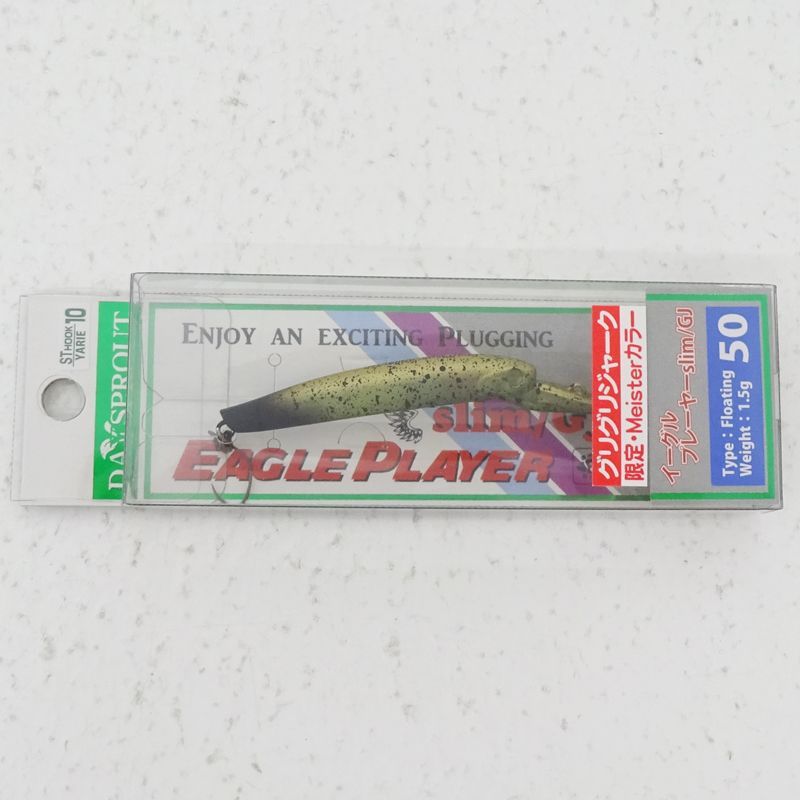 ST HOOK 10
YARIE
DAYSPROUT
ENJOY AN EXCITING PLUGGING
slim/GJ
EAGLE PLAYER
グリグリジャーク
限定・Meisterカラー
イーグル
プレーヤーslim/GJ
Type：Floating
Weight：1.5g
50